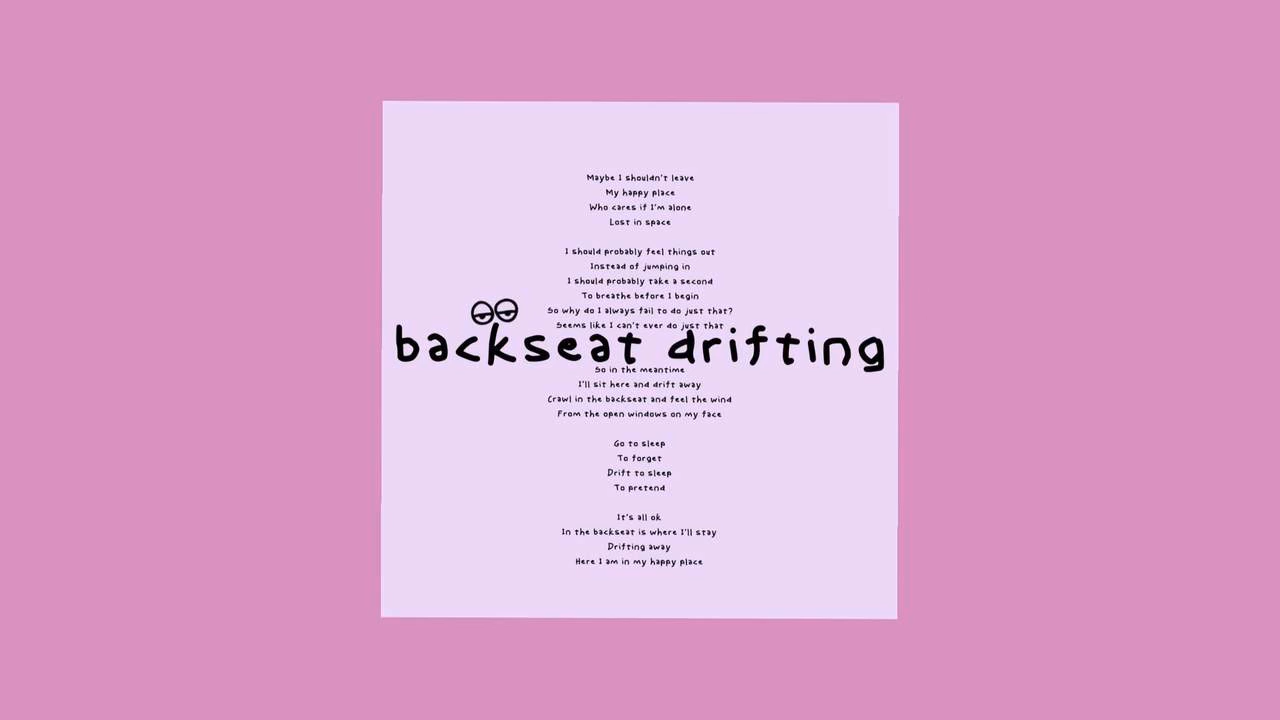 Maybe I shouldn't leave
My happy place
Who cares if I'm alone
Lost in space
I should probably feel things out
Instead of jumping in
I should probably take a second
To breathe before I begin
So why do I always fail to do just that?
Seems like I can't ever do just that
backseat drifting
So in the meantime
I'll sit here and drift away
Crawl in the backseat and feel the wind
From the open windows on my face
Go to sleep
To forget
Drift to sleep
To pretend
It's all ok
In the backseat is where I'll stay
Drifting away
Here I am in my happy place